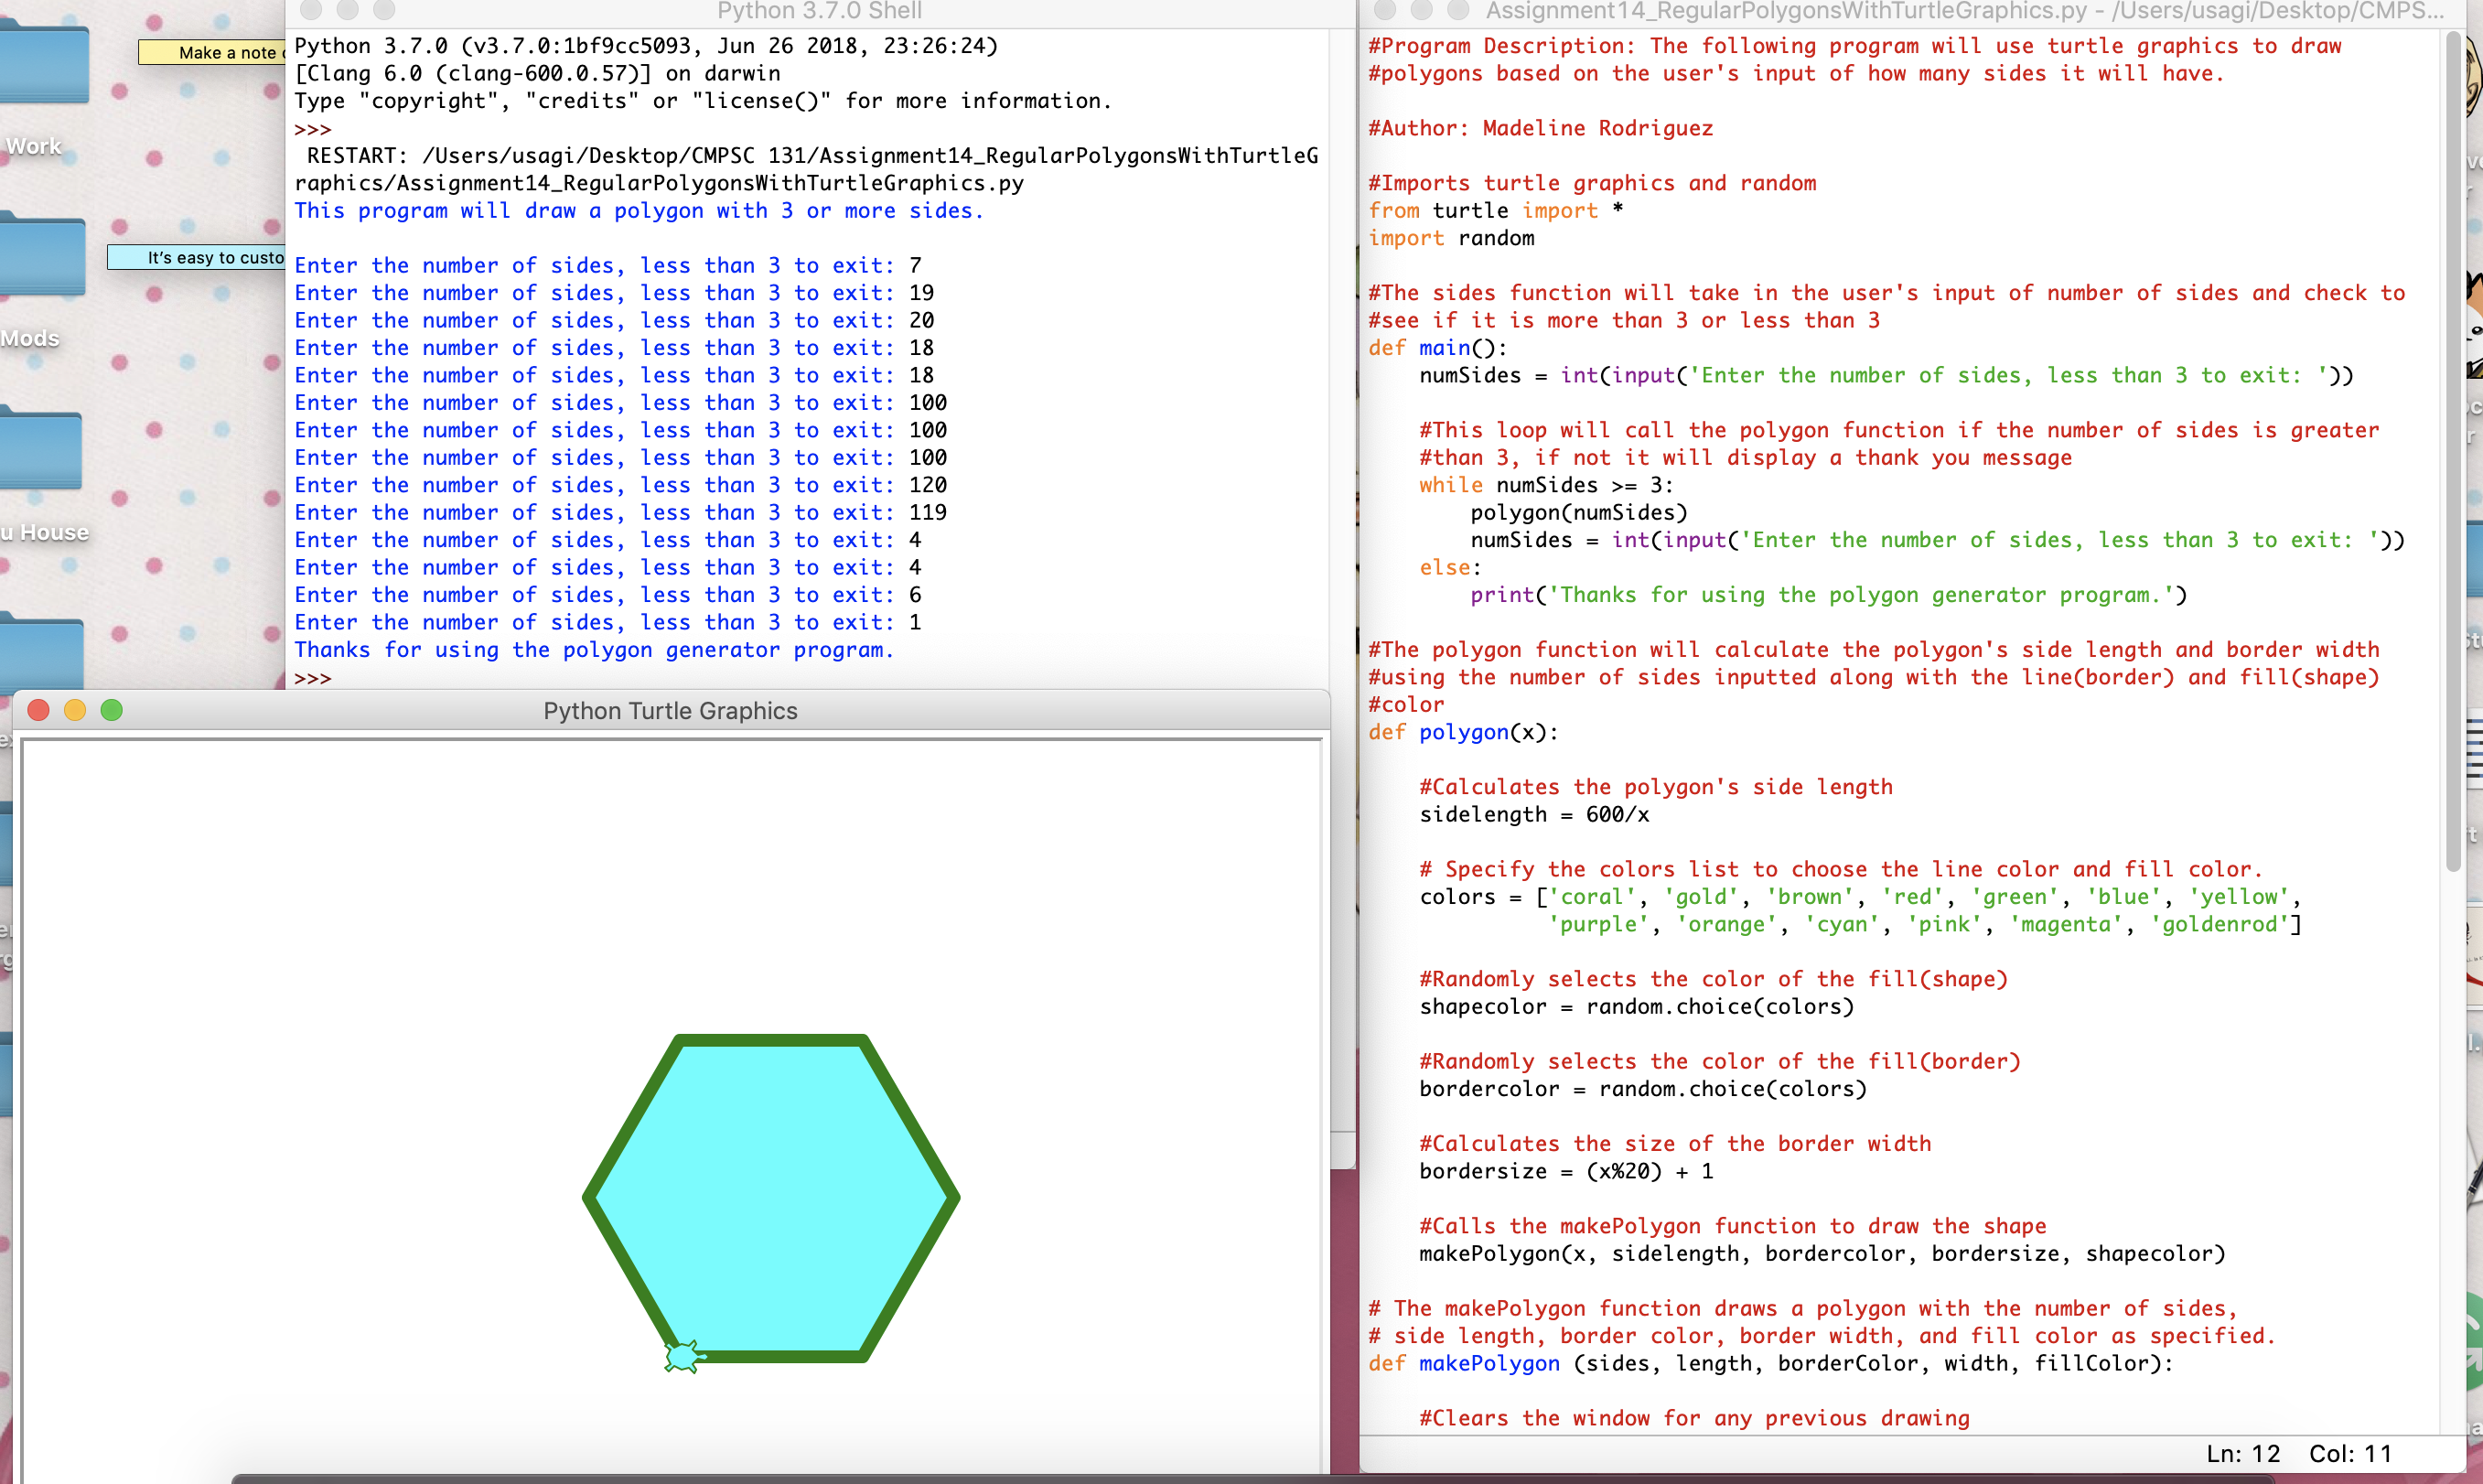 Work
Mods
u House
Make a note
It's easy to custo
Python 3.7.0 Shell
Python 3.7.0 (v3.7.0:1bf9cc5093, Jun 26 2018, 23:26:24)
[Clang 6.0 (clang-600.0.57)] on darwin
Type "copyright", "credits" or "license()" for more information.
>>>
 RESTART: /Users/usagi/Desktop/CMPSC 131/Assignment14_RegularPolygonsWithTurtleG
raphics/Assignment14_RegularPolygonsWithTurtleGraphics.py
This program will draw a polygon with 3 or more sides.
Enter the number of sides, less than 3 to exit: 7
Enter the number of sides, less than 3 to exit: 19
Enter the number of sides, less than 3 to exit: 20
Enter the number of sides, less than 3 to exit: 18
Enter the number of sides, less than 3 to exit: 18
Enter the number of sides, less than 3 to exit: 100
Enter the number of sides, less than 3 to exit: 100
Enter the number of sides, less than 3 to exit: 100
Enter the number of sides, less than 3 to exit: 120
Enter the number of sides, less than 3 to exit: 119
Enter the number of sides, less than 3 to exit: 4
Enter the number of sides, less than 3 to exit: 4
Enter the number of sides, less than 3 to exit: 6
Enter the number of sides, less than 3 to exit: 1
Thanks for using the polygon generator program.
>>>
Python Turtle Graphics
Assignment14_RegularPolygonsWithTurtleGraphics.py - /Users/usagi/Desktop/CMPS...
#Program Description: The following program will use turtle graphics to draw
#polygons based on the user's input of how many sides it will have.
#Author: Madeline Rodriguez
#Imports turtle graphics and random
from turtle import *
import random
#The sides function will take in the user's input of number of sides and check to
#see if it is more than 3 or less than 3
def main():
    numSides = int(input('Enter the number of sides, less than 3 to exit: '))
    #This loop will call the polygon function if the number of sides is greater
    #than 3, if not it will display a thank you message
    while numSides >= 3:
        polygon(numSides)
        numSides = int(input('Enter the number of sides, less than 3 to exit: '))
    else:
        print('Thanks for using the polygon generator program.')
#The polygon function will calculate the polygon's side length and border width
#using the number of sides inputted along with the line(border) and fill(shape)
#color
def polygon(x):
    #Calculates the polygon's side length
    sidelength = 600/x
    # Specify the colors list to choose the line color and fill color.
    colors = ['coral', 'gold', 'brown', 'red', 'green', 'blue', 'yellow',
              'purple', 'orange', 'cyan', 'pink', 'magenta', 'goldenrod']
    #Randomly selects the color of the fill(shape)
    shapecolor = random.choice(colors)
    #Randomly selects the color of the fill(border)
    bordercolor = random.choice(colors)
    #Calculates the size of the border width
    bordersize = (x%20) + 1
    #Calls the makePolygon function to draw the shape
    makePolygon(x, sidelength, bordercolor, bordersize, shapecolor)
# The makePolygon function draws a polygon with the number of sides,
# side length, border color, border width, and fill color as specified.
def makePolygon (sides, length, borderColor, width, fillColor):
    #Clears the window for any previous drawing
Ln: 12 Col: 11